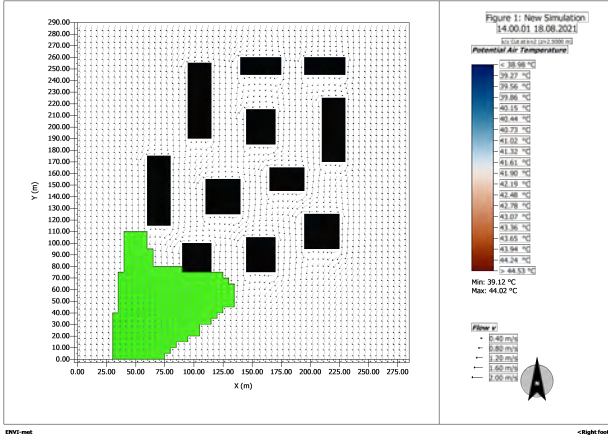 Figure 1: New Simulation
14.00.01 18.08.2021
x/y Cut at k=2 (z=2.5000 m)
Potential Air Temperature
< 38.98 °C
39.27 °C
39.56 °C
39.86 °C
40.15 °C
40.44 °C
40.73 °C
41.02 °C
41.32 °C
41.61 °C
41.90 °C
42.19 °C
42.48 °C
42.78 °C
43.07 °C
43.36 °C
43.65 °C
43.94 °C
44.24 °C
> 44.53 °C
Min: 39.12 °C
Max: 44.02 °C
Flow v
0.40 m/s
0.80 m/s
1.20 m/s
1.60 m/s
2.00 m/s
290.00
280.00
270.00
260.00
250.00
240.00
230.00
220.00
210.00
200.00
190.00
180.00
170.00
160.00
150.00
140.00
130.00
120.00
110.00
100.00
90.00
80.00
70.00
60.00
50.00
40.00
30.00
20.00
10.00
0.00
Y (m)
0.00 25.00 50.00 75.00 100.00 125.00 150.00 175.00 200.00 225.00 250.00 275.00
X (m)
ENVI-met
<Right foot